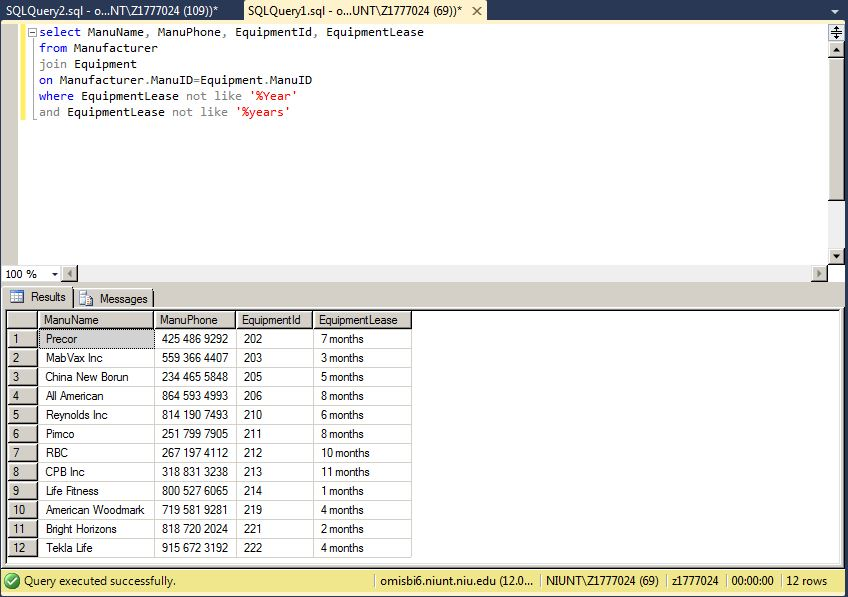 SQLQuery2.sql - o...NT\Z1777024 (109))* SQLQuery1.sql - o...UNT\Z1777024 (69))*
select ManuName, ManuPhone, EquipmentId, EquipmentLease
from Manufacturer
join Equipment
on Manufacturer.ManuID=Equipment.ManuID
where EquipmentLease not like '%Year'
and EquipmentLease not like '%years'
100 %
Results Messages
ManuName ManuPhone EquipmentId EquipmentLease
1 Precor 425 486 9292 202 7 months
2 MabVax Inc 559 366 4407 203 3 months
3 China New Borun 234 465 5848 205 5 months
4 All American 864 593 4993 206 8 months
5 Reynolds Inc 814 190 7493 210 6 months
6 Pimco 251 799 7905 211 8 months
7 RBC 267 197 4112 212 10 months
8 CPB Inc 318 831 3238 213 11 months
9 Life Fitness 800 527 6065 214 1 months
10 American Woodmark 719 581 9281 219 4 months
11 Bright Horizons 818 720 2024 221 2 months
12 Tekla Life 915 672 3192 222 4 months
Query executed successfully. omisbi6.niunt.niu.edu (12.0... NIUNT\Z1777024 (69) z1777024 00:00:00 12 rows